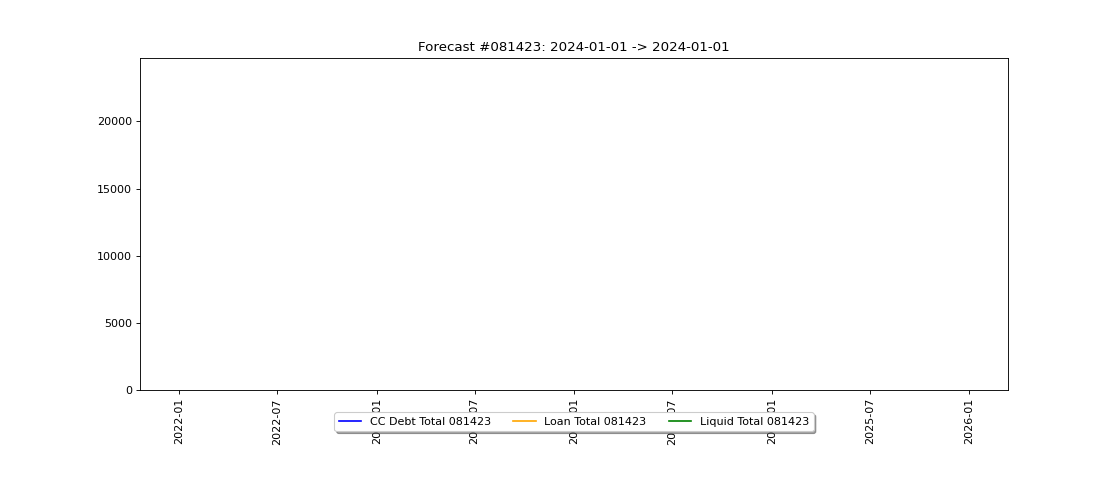 Forecast #081423: 2024-01-01 -> 2024-01-01
20000
15000
10000
5000
0
2022-01
2022-07
2025-07
2026-01
CC Debt Total 081423
Loan Total 081423
Liquid Total 081423